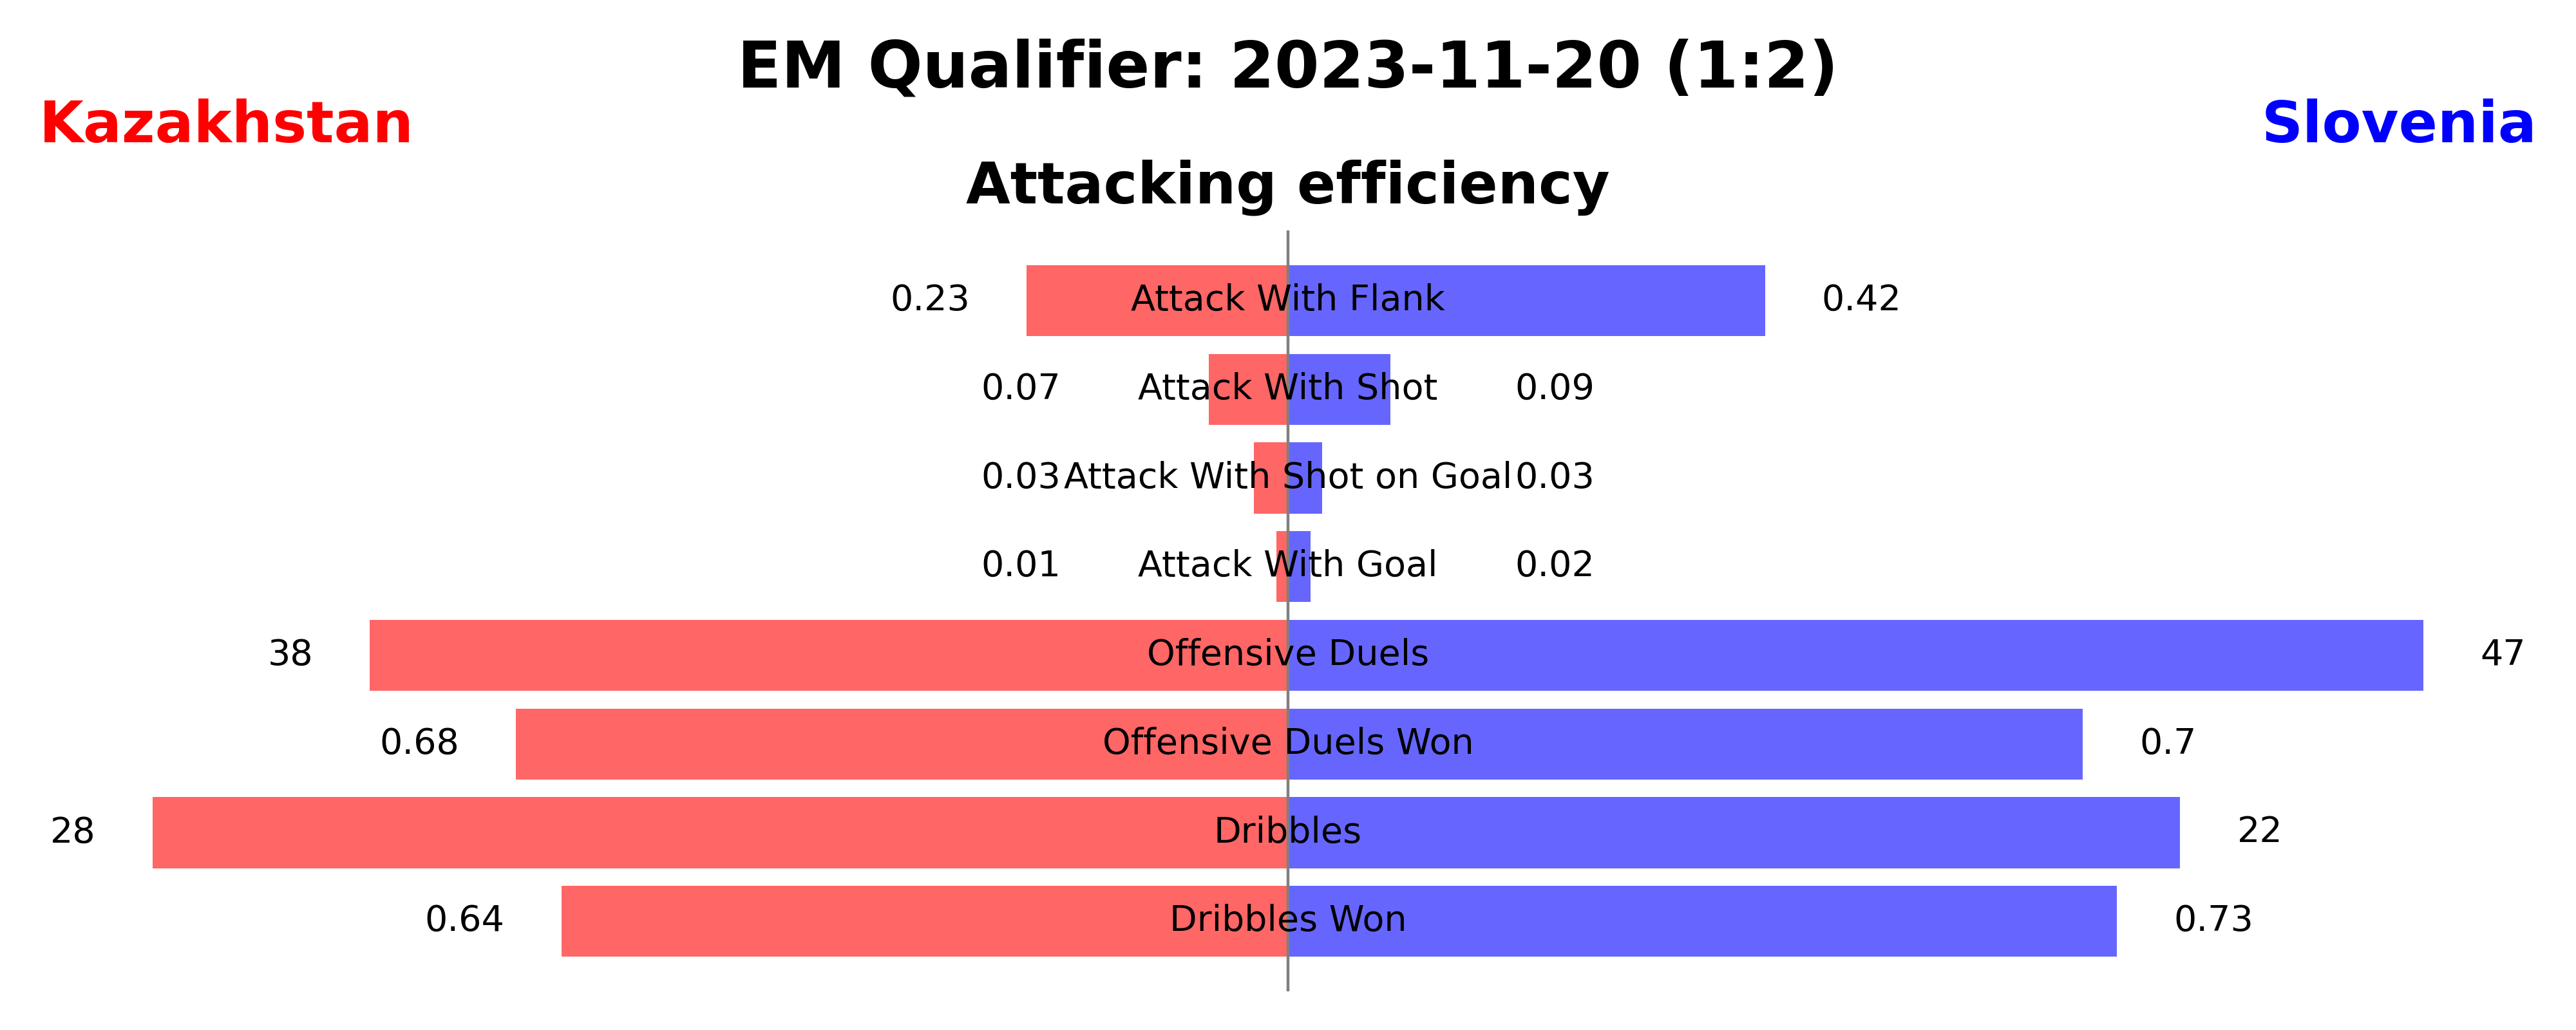 EM Qualifier: 2023-11-20 (1:2)
Kazakhstan Slovenia
Attacking efficiency
0.23 Attack With Flank 0.42
0.07 Attack With Shot 0.09
0.03 Attack With Shot on Goal 0.03
0.01 Attack With Goal 0.02
38 Offensive Duels 47
0.68 Offensive Duels Won 0.7
28 Dribbles 22
0.64 Dribbles Won 0.73